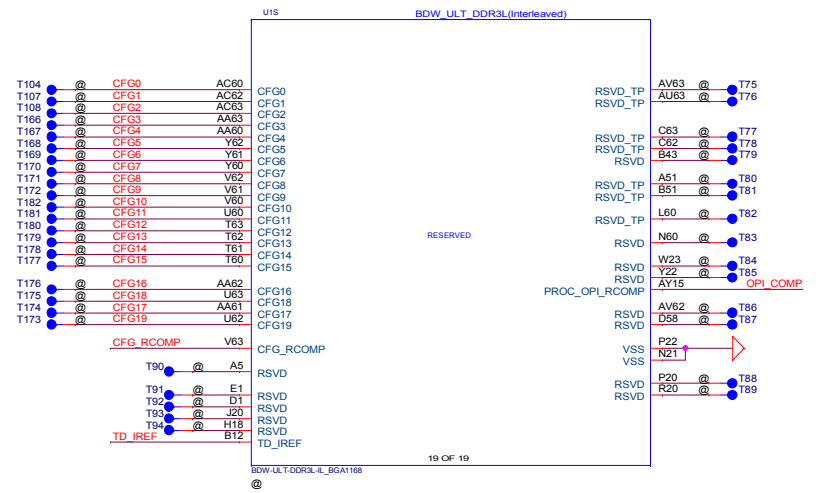 U1S BDW_ULT_DDR3L(Interleaved)
T104 @ CFG0 AC60 CFG0 RSVD_TP AV63 @ T75
T107 @ CFG1 AC62 CFG1 RSVD_TP AU63 @ T76
T108 @ CFG2 AC63 CFG2
T166 @ CFG3 AA63 CFG3
T167 @ CFG4 AA60 CFG4 RSVD_TP C63 @ T77
T168 @ CFG5 Y62 CFG5 RSVD_TP C62 @ T78
T169 @ CFG6 Y61 CFG6 RSVD B43 @ T79
T170 @ CFG7 Y60 CFG7
T171 @ CFG8 V62 CFG8 RSVD_TP A51 @ T80
T172 @ CFG9 V61 CFG9 RSVD_TP B51 @ T81
T182 @ CFG10 V60 CFG10
T181 @ CFG11 U60 CFG11 RSVD_TP L60 @ T82
T180 @ CFG12 T63 CFG12
T179 @ CFG13 T62 CFG13 RESERVED RSVD N60 @ T83
T178 @ CFG14 T61 CFG14
T177 @ CFG15 T60 CFG15 RSVD W23 @ T84
RSVD Y22 @ T85
T176 @ CFG16 AA62 CFG16 PROC_OPI_RCOMP AY15 OPI_COMP
T175 @ CFG18 U63 CFG18
T174 @ CFG17 AA61 CFG17 RSVD AV62 @ T86
T173 @ CFG19 U62 CFG19 RSVD D58 @ T87
CFG_RCOMP V63 CFG_RCOMP VSS P22
VSS N21
T90 @ A5 RSVD
RSVD P20 @ T88
T91 @ E1 RSVD RSVD R20 @ T89
T92 @ D1 RSVD
T93 @ J20 RSVD
T94 @ H18 RSVD
TD_IREF B12 TD_IREF
19 OF 19
BDW-ULT-DDR3L-IL_BGA1168
@